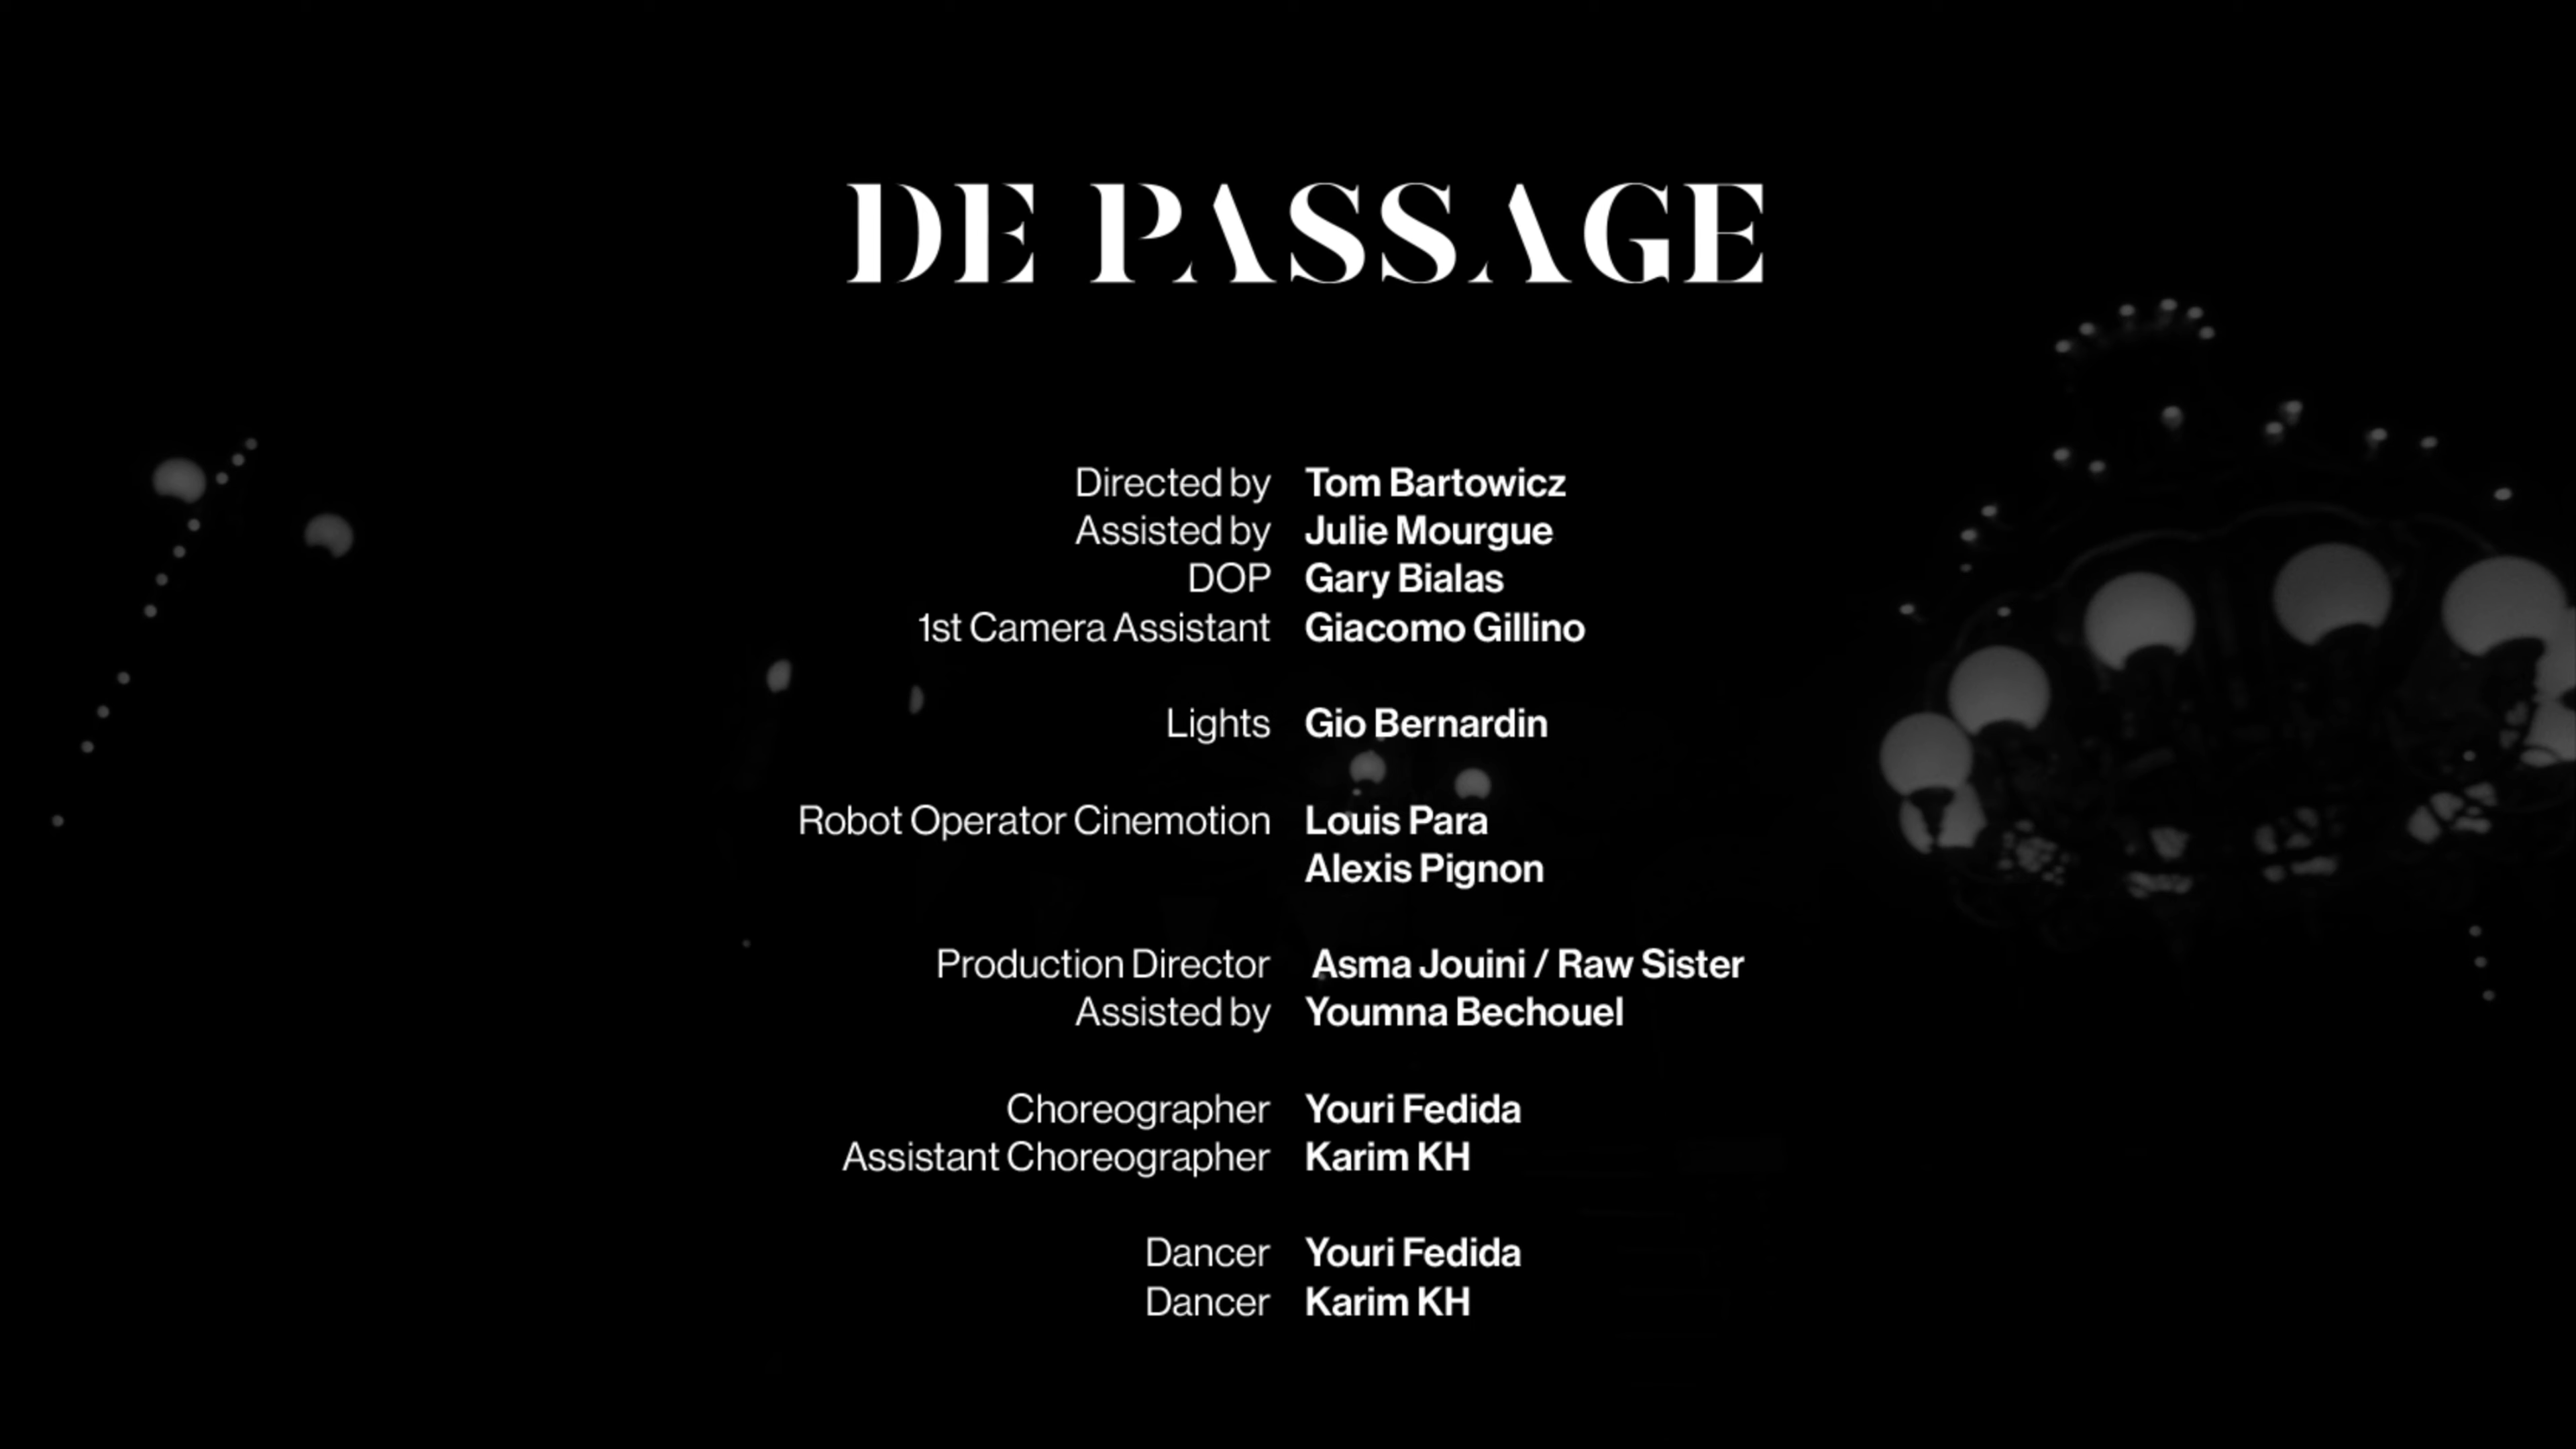 DE PASSAGE
Directed by Tom Bartowicz
Assisted by Julie Mourgue
DOP Gary Bialas
1st Camera Assistant Giacomo Gillino
Lights Gio Bernardin
Robot Operator Cinemotion Louis Para
Alexis Pignon
Production Director Asma Jouini / Raw Sister
Assisted by Youmna Bechouel
Choreographer Youri Fedida
Assistant Choreographer Karim KH
Dancer Youri Fedida
Dancer Karim KH